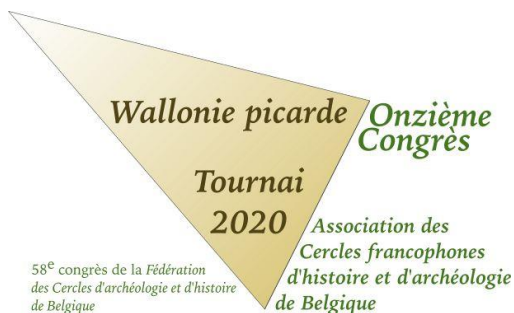 Wallonie picarde
Onzième
Congrès
Tournai
2020
Association des
Cercles francophones
d'histoire et d'archéologie
de Belgique
58e congrès de la Fédération
des Cercles d'archéologie et d'histoire
de Belgique